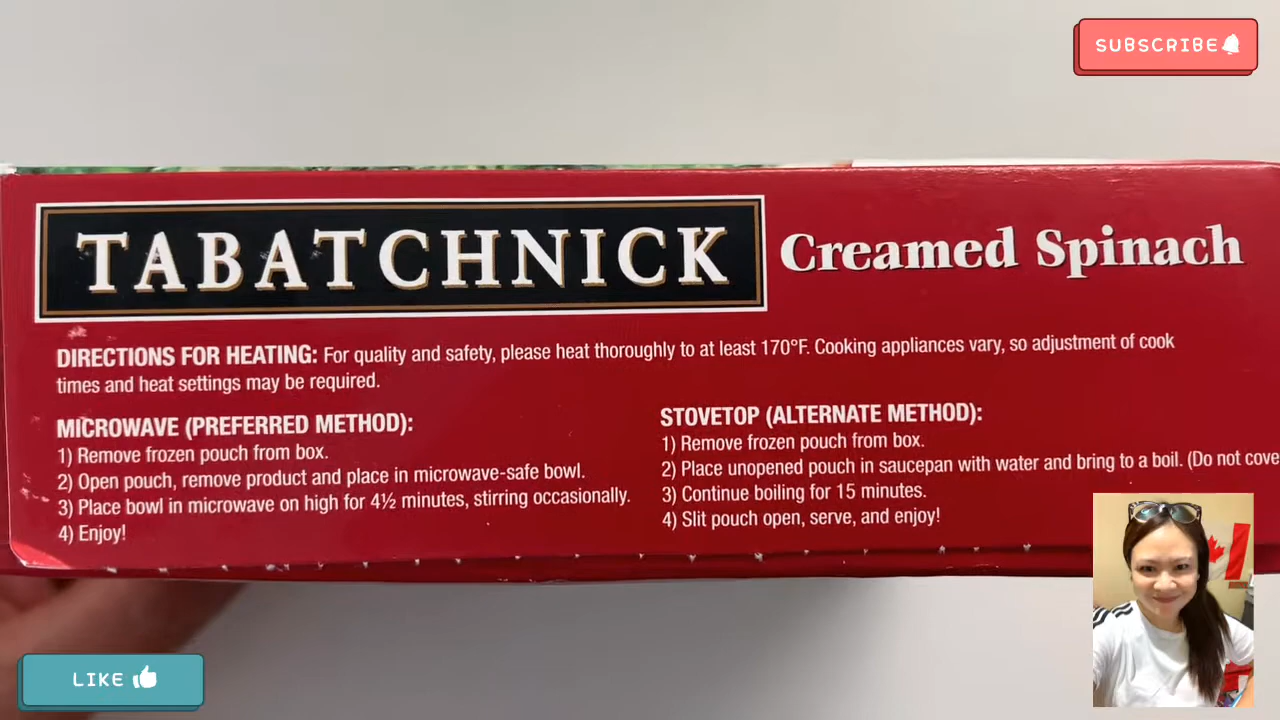 SUBSCRIBE
TABATCHNICK Creamed Spinach
DIRECTIONS FOR HEATING: For quality and safety, please heat thoroughly to at least 170°F. Cooking appliances vary, so adjustment of cook
times and heat settings may be required.
MICROWAVE (PREFERRED METHOD):
1) Remove frozen pouch from box.
2) Open pouch, remove product and place in microwave-safe bowl.
3) Place bowl in microwave on high for 4½ minutes, stirring occasionally.
4) Enjoy!
STOVETOP (ALTERNATE METHOD):
1) Remove frozen pouch from box.
2) Place unopened pouch in saucepan with water and bring to a boil. (Do not cove
3) Continue boiling for 15 minutes.
4) Slit pouch open, serve, and enjoy!
LIKE